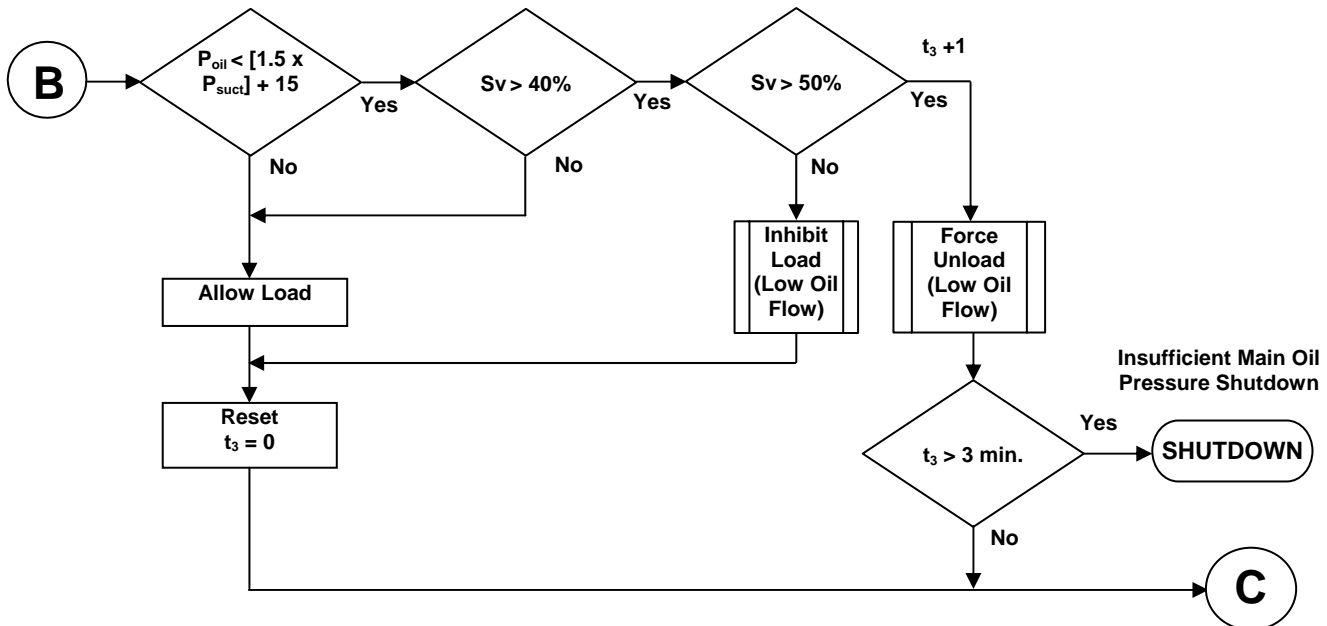 B
P_oil < [1.5 x
P_suct] + 15
Yes
No
Sv > 40%
Yes
No
Sv > 50%
t₃ +1
Yes
No
Inhibit
Load
(Low Oil
Flow)
Force
Unload
(Low Oil
Flow)
Allow Load
Reset
t₃ = 0
Insufficient Main Oil
Pressure Shutdown
t₃ > 3 min.
Yes
SHUTDOWN
No
C